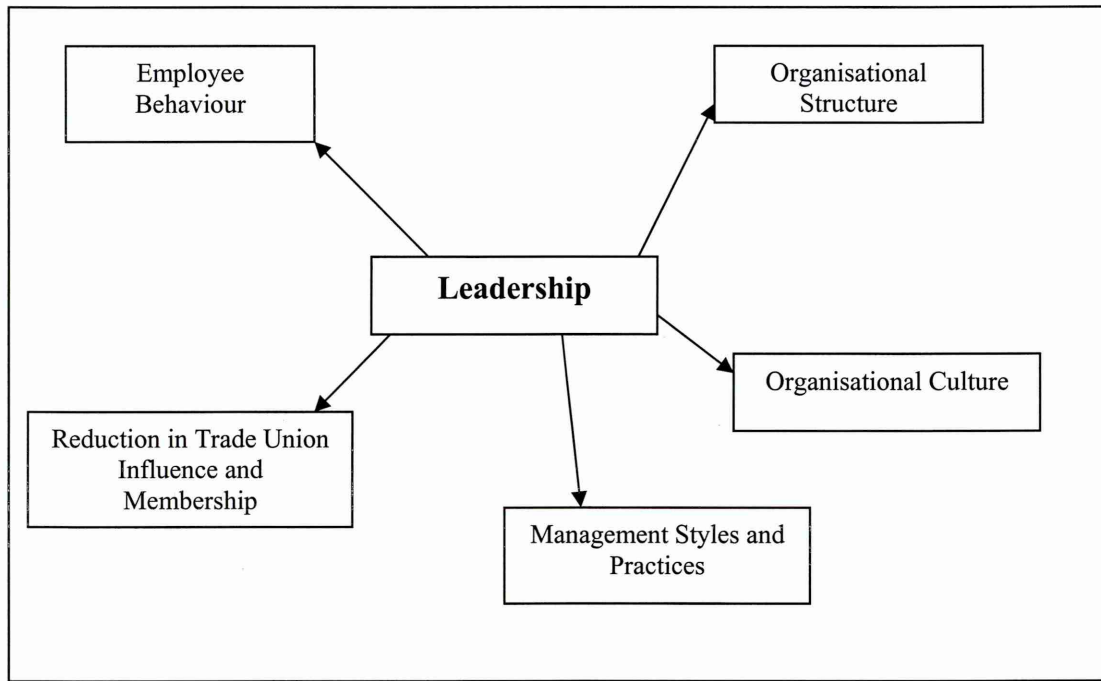 Employee
Behaviour
Organisational
Structure
Leadership
Organisational Culture
Reduction in Trade Union
Influence and
Membership
Management Styles and
Practices